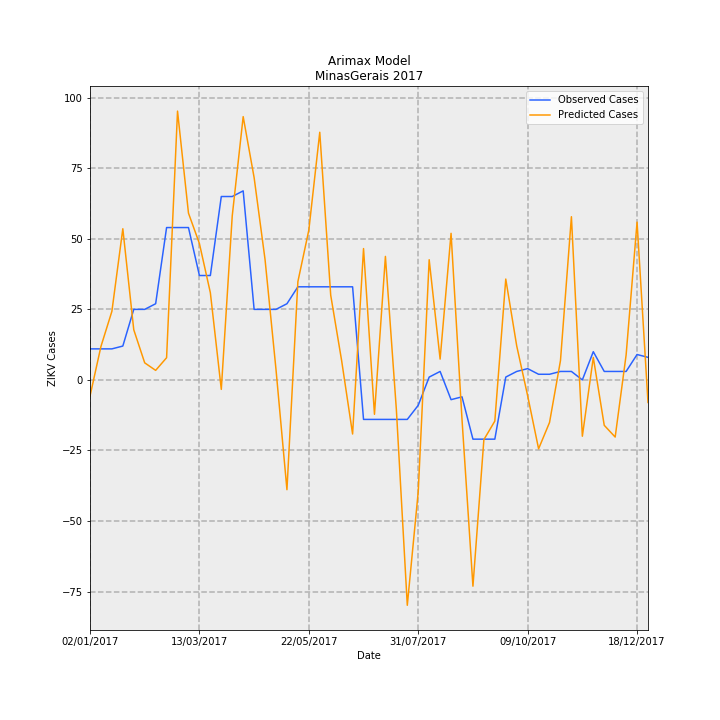 Arimax Model
MinasGerais 2017
Observed Cases
Predicted Cases
100
75
50
25
0
−25
−50
−75
ZIKV Cases
02/01/2017 13/03/2017 22/05/2017 31/07/2017 09/10/2017 18/12/2017
Date